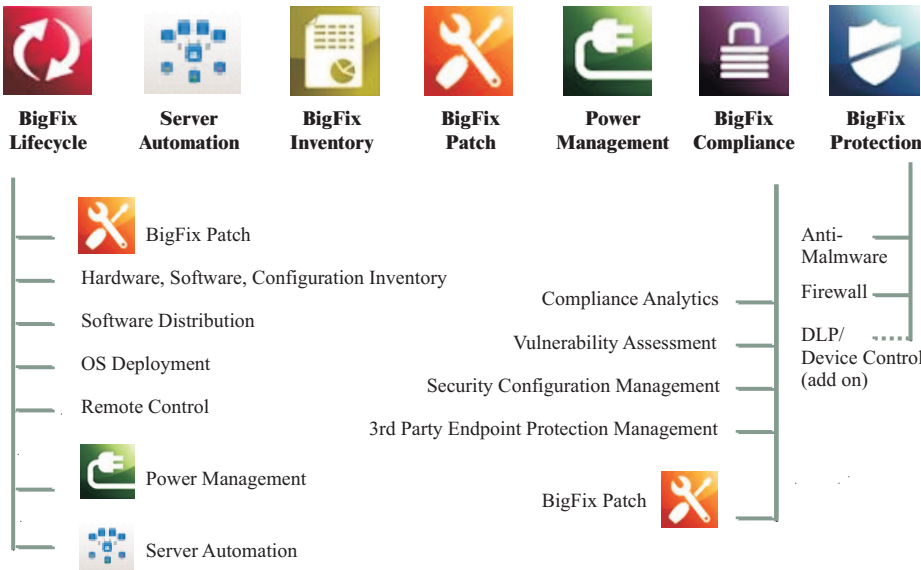 BigFix
Lifecycle
Server
Automation
BigFix
Inventory
BigFix
Patch
Power
Management
BigFix
Compliance
BigFix
Protection
BigFix Patch
Hardware, Software, Configuration Inventory
Software Distribution
OS Deployment
Remote Control
Power Management
Server Automation
Compliance Analytics
Vulnerability Assessment
Security Configuration Management
3rd Party Endpoint Protection Management
BigFix Patch
Anti-
Malmware
Firewall
DLP/
Device Control
(add on)